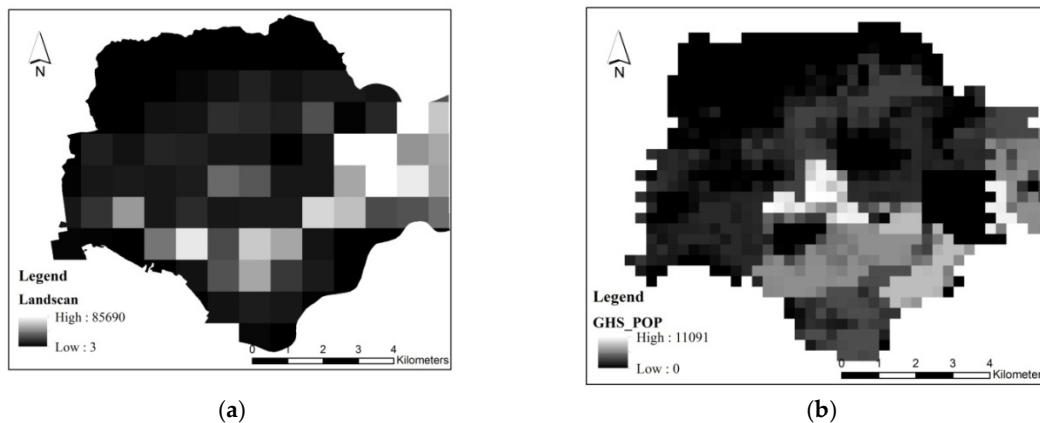 N
Legend
Landscan
High : 85690
Low : 3
0 1 2 3 4
Kilometers
(a)
N
Legend
GHS_POP
High : 11091
Low : 0
0 1 2 3 4
Kilometer
(b)